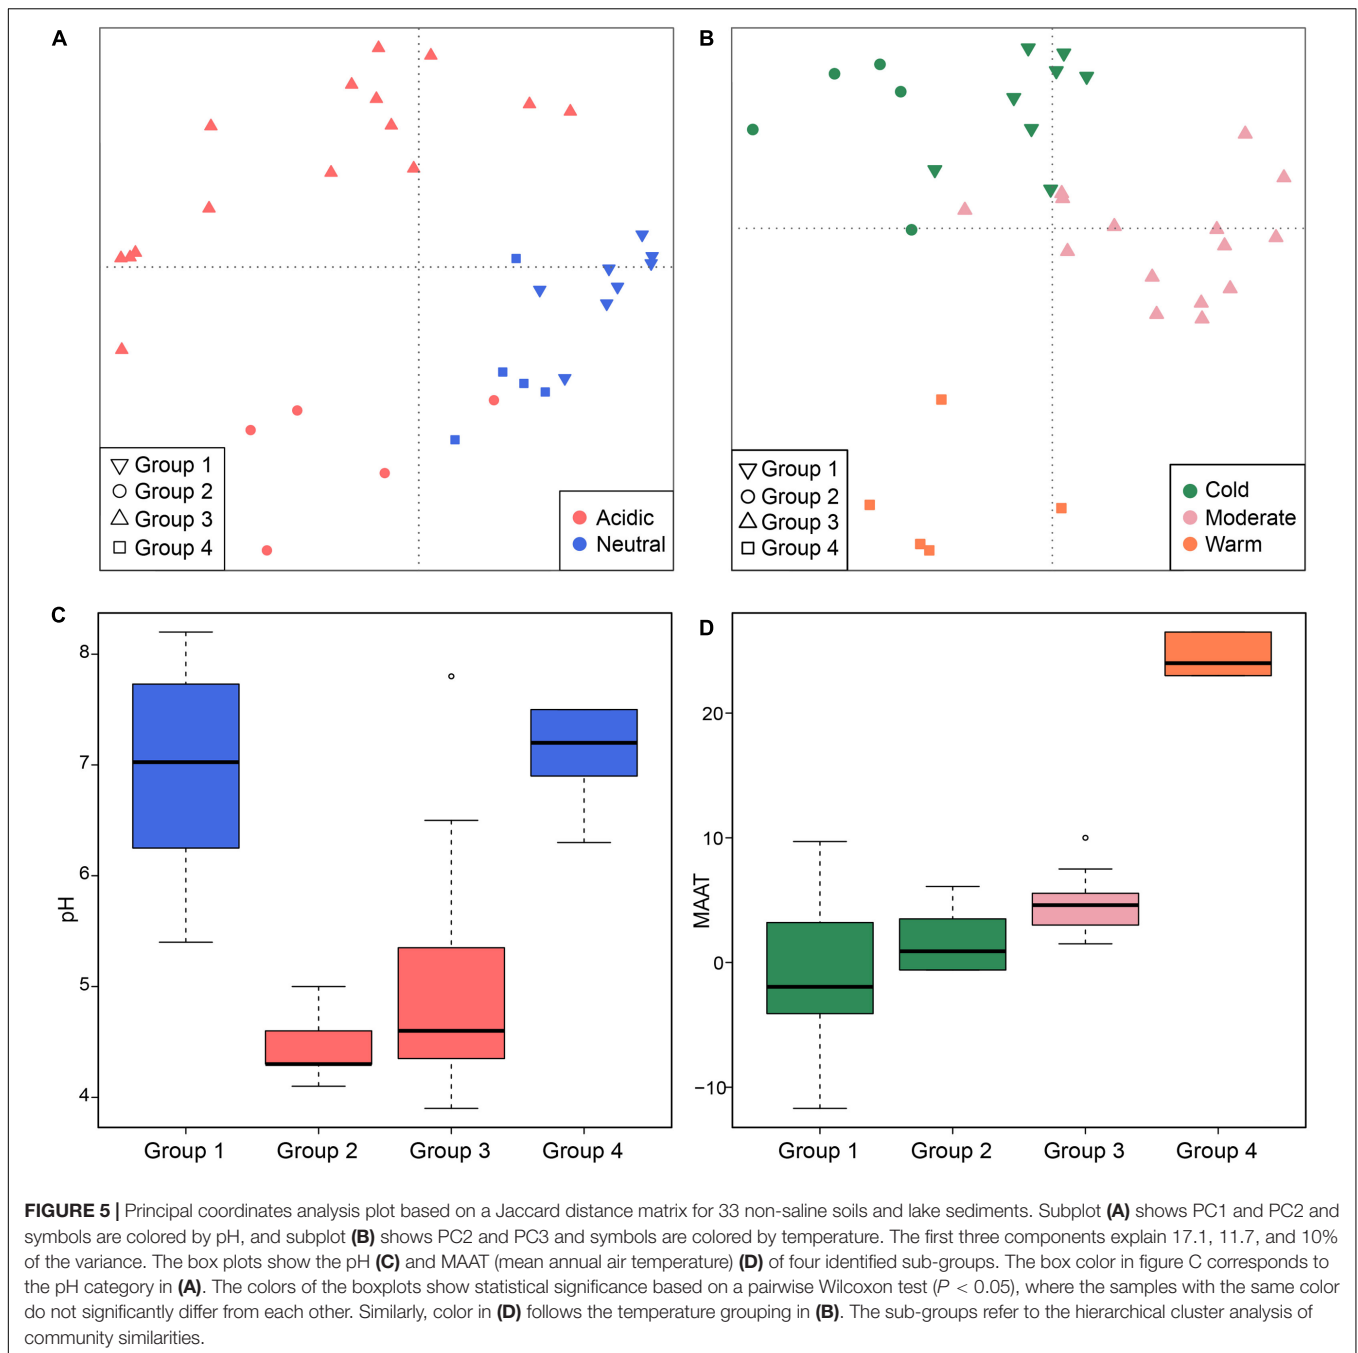 A
Group 1
Group 2
Group 3
Group 4
Acidic
Neutral
B
Group 1
Group 2
Group 3
Group 4
Cold
Moderate
Warm
C
8
7
6
5
4
pH
Group 1
Group 2
Group 3
Group 4
D
20
10
0
−10
MAAT
Group 1
Group 2
Group 3
Group 4
FIGURE 5 | Principal coordinates analysis plot based on a Jaccard distance matrix for 33 non-saline soils and lake sediments. Subplot (A) shows PC1 and PC2 and
symbols are colored by pH, and subplot (B) shows PC2 and PC3 and symbols are colored by temperature. The first three components explain 17.1, 11.7, and 10%
of the variance. The box plots show the pH (C) and MAAT (mean annual air temperature) (D) of four identified sub-groups. The box color in figure C corresponds to
the pH category in (A). The colors of the boxplots show statistical significance based on a pairwise Wilcoxon test (P < 0.05), where the samples with the same color
do not significantly differ from each other. Similarly, color in (D) follows the temperature grouping in (B). The sub-groups refer to the hierarchical cluster analysis of
community similarities.